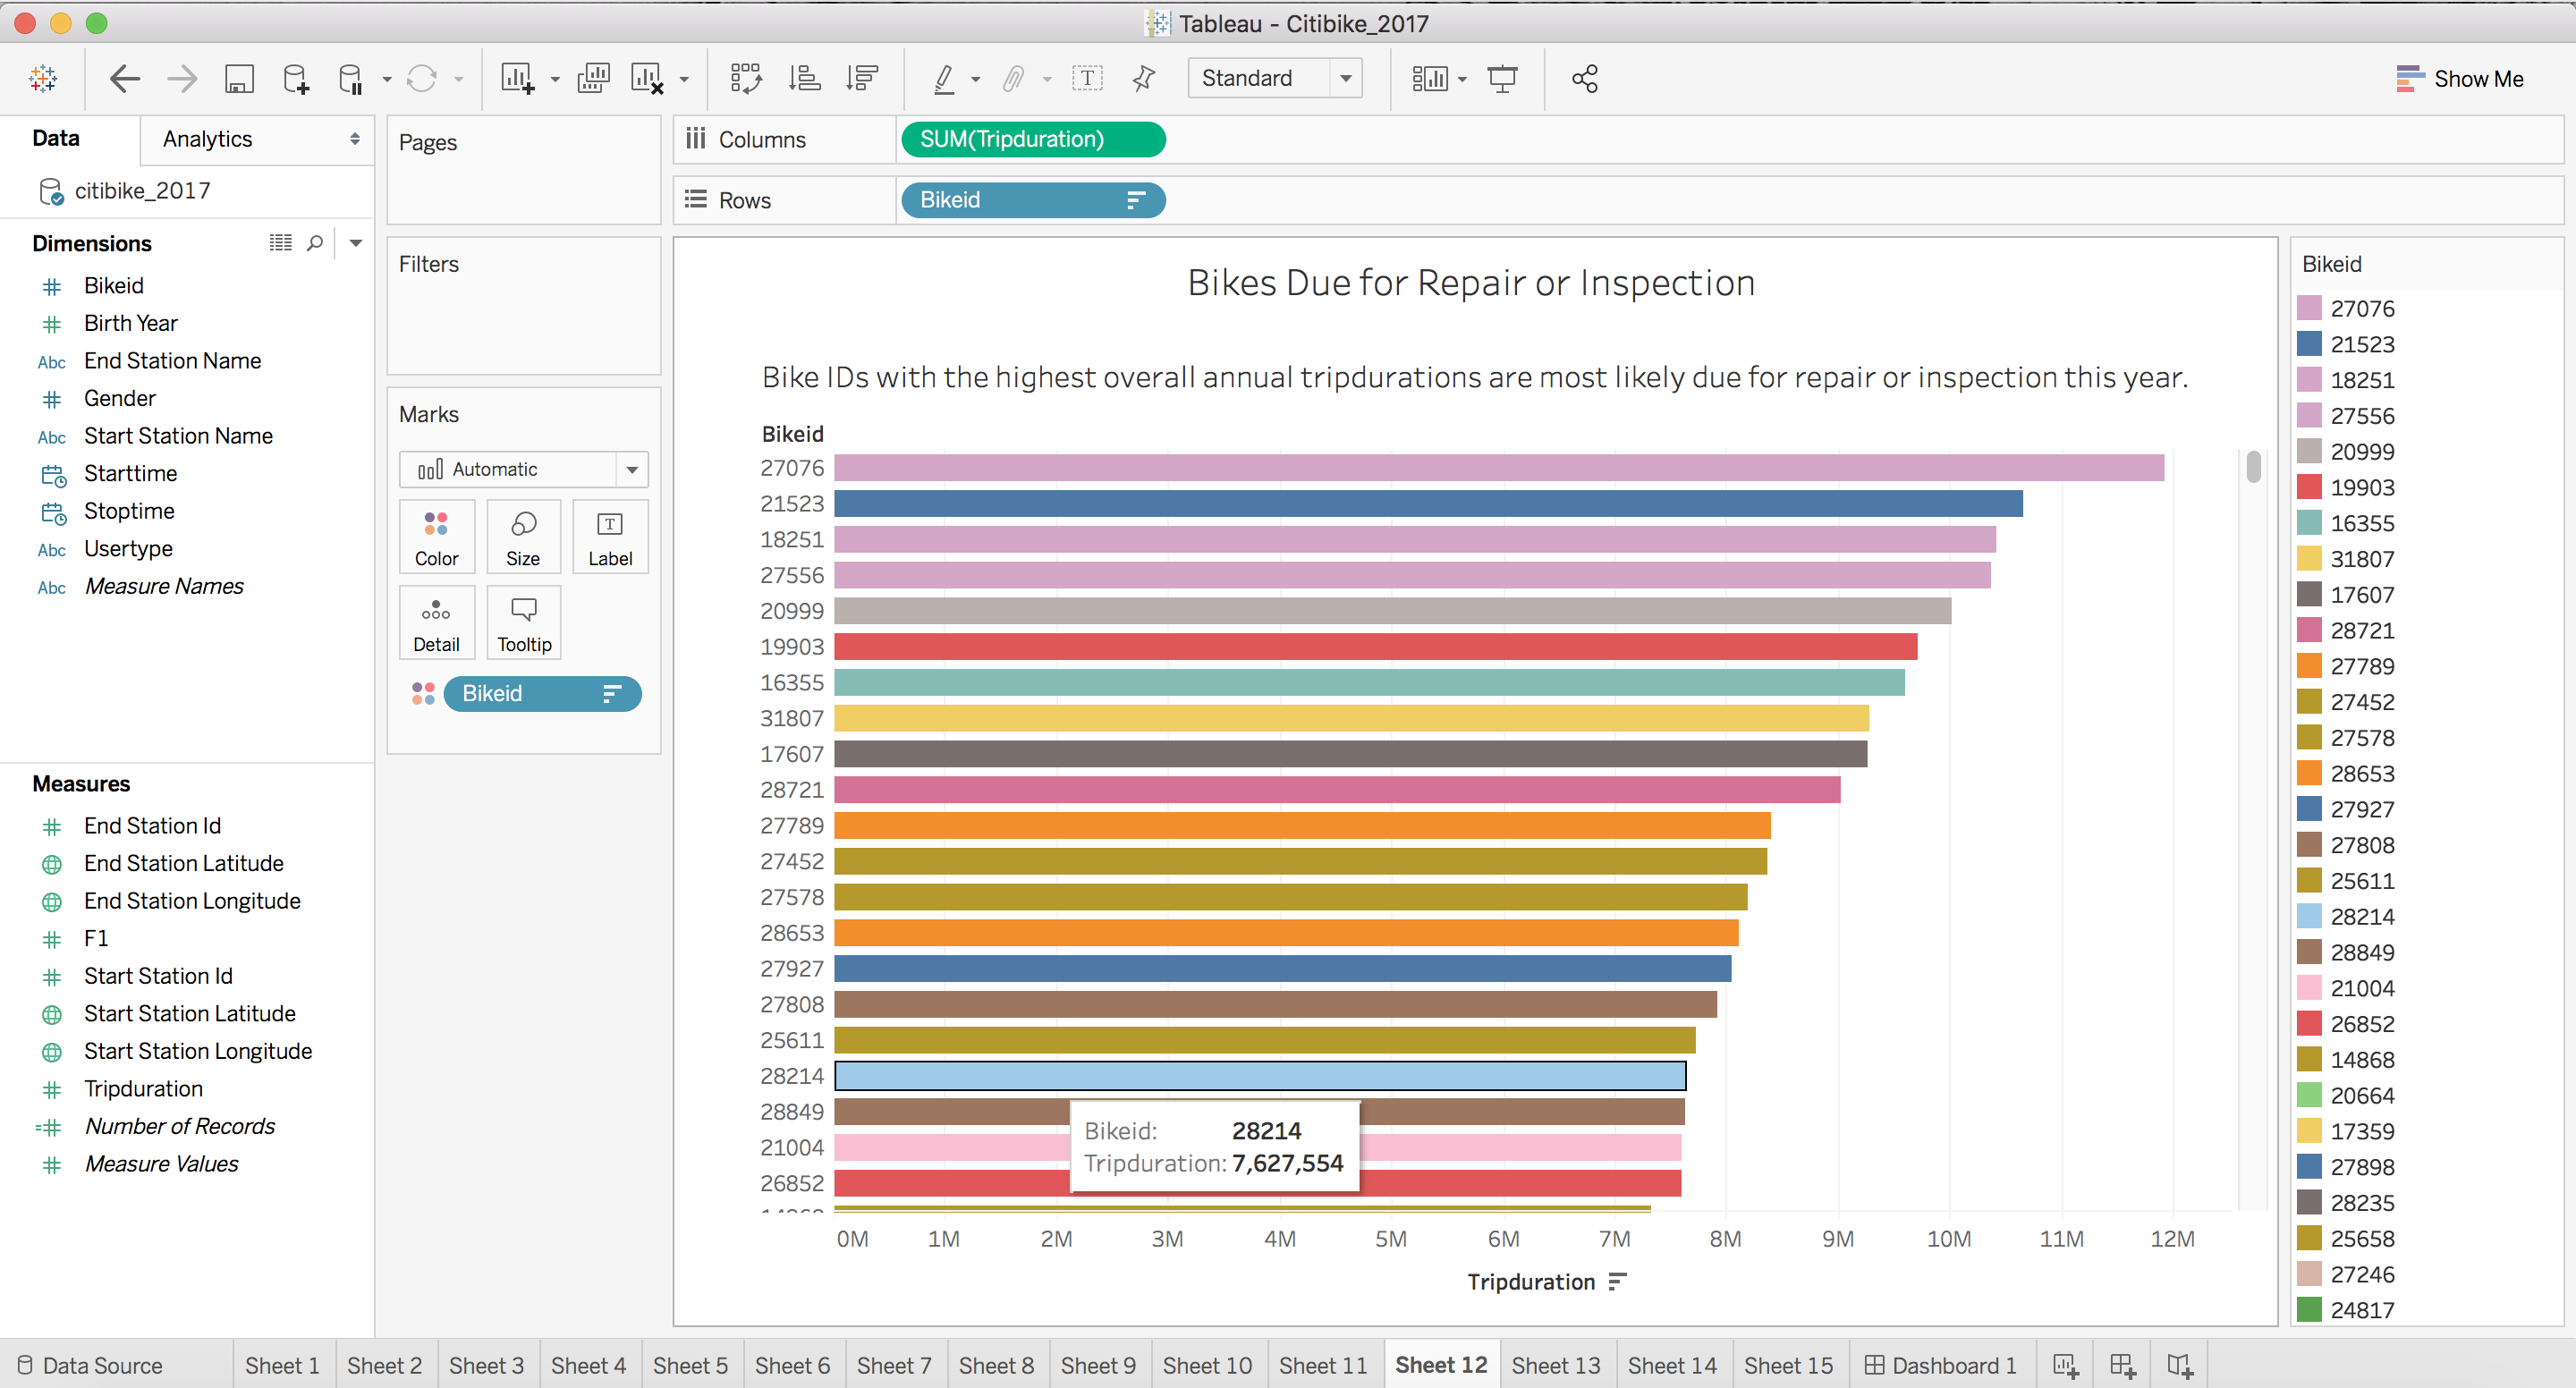 Tableau - Citibike_2017
Standard
Show Me
Data
Analytics
citibike_2017
Dimensions
# Bikeid
# Birth Year
Abc End Station Name
# Gender
Abc Start Station Name
Starttime
Stoptime
Abc Usertype
Abc Measure Names
Measures
# End Station Id
End Station Latitude
End Station Longitude
# F1
# Start Station Id
Start Station Latitude
Start Station Longitude
# Tripduration
=# Number of Records
# Measure Values
Pages
Filters
Marks
Automatic
Color
Size
T
Label
Detail
Tooltip
Bikeid
Columns
SUM(Tripduration)
Rows
Bikeid
Bikes Due for Repair or Inspection
Bike IDs with the highest overall annual tripdurations are most likely due for repair or inspection this year.
Bikeid
27076
21523
18251
27556
20999
19903
16355
31807
17607
28721
27789
27452
27578
28653
27927
27808
25611
28214
28849
21004
26852
Bikeid: 28214
Tripduration: 7,627,554
0M 1M 2M 3M 4M 5M 6M 7M 8M 9M 10M 11M 12M
Tripduration
Bikeid
27076
21523
18251
27556
20999
19903
16355
31807
17607
28721
27789
27452
27578
28653
27927
27808
25611
28214
28849
21004
26852
14868
20664
17359
27898
28235
25658
27246
24817
Data Source
Sheet 1
Sheet 2
Sheet 3
Sheet 4
Sheet 5
Sheet 6
Sheet 7
Sheet 8
Sheet 9
Sheet 10
Sheet 11
Sheet 12
Sheet 13
Sheet 14
Sheet 15
Dashboard 1